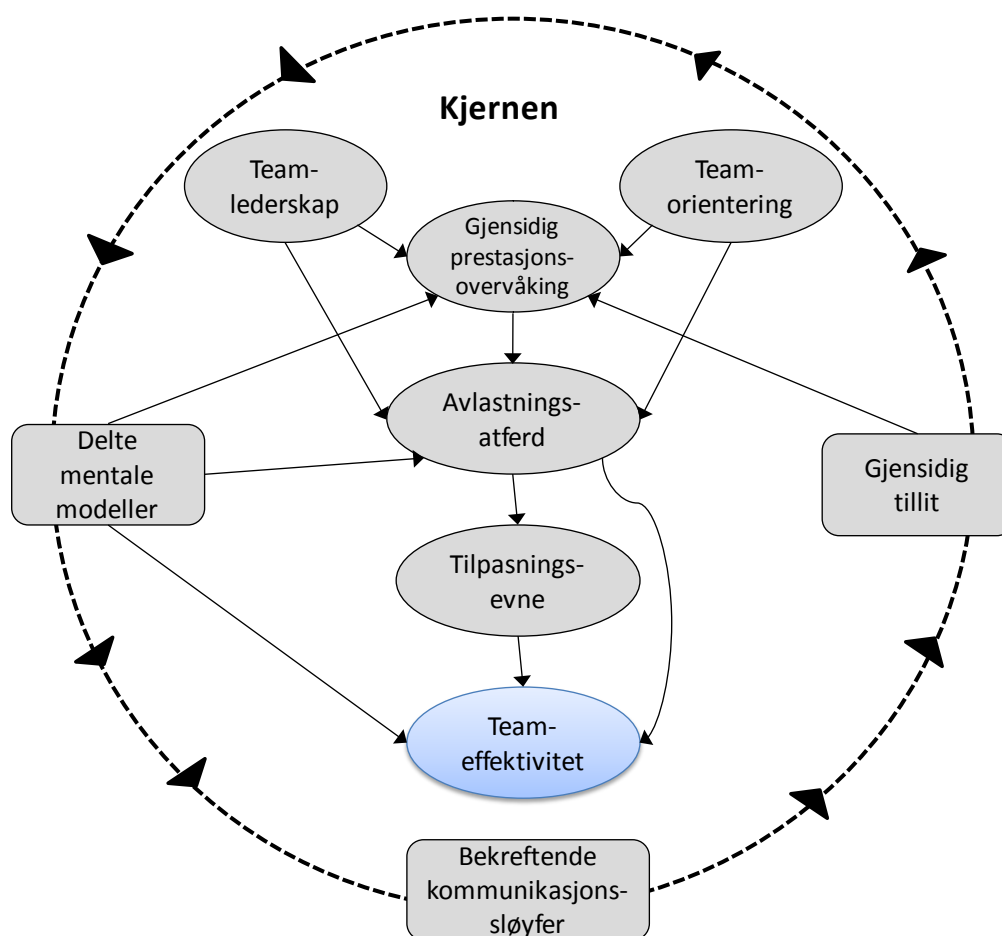 Kjernen
Team-
lederskap
Team-
orientering
Gjensidig
prestasjons-
overvåking
Avlastnings-
atferd
Delte
mentale
modeller
Gjensidig
tillit
Tilpasnings-
evne
Team-
effektivitet
Bekreftende
kommunikasjons-
sløyfer